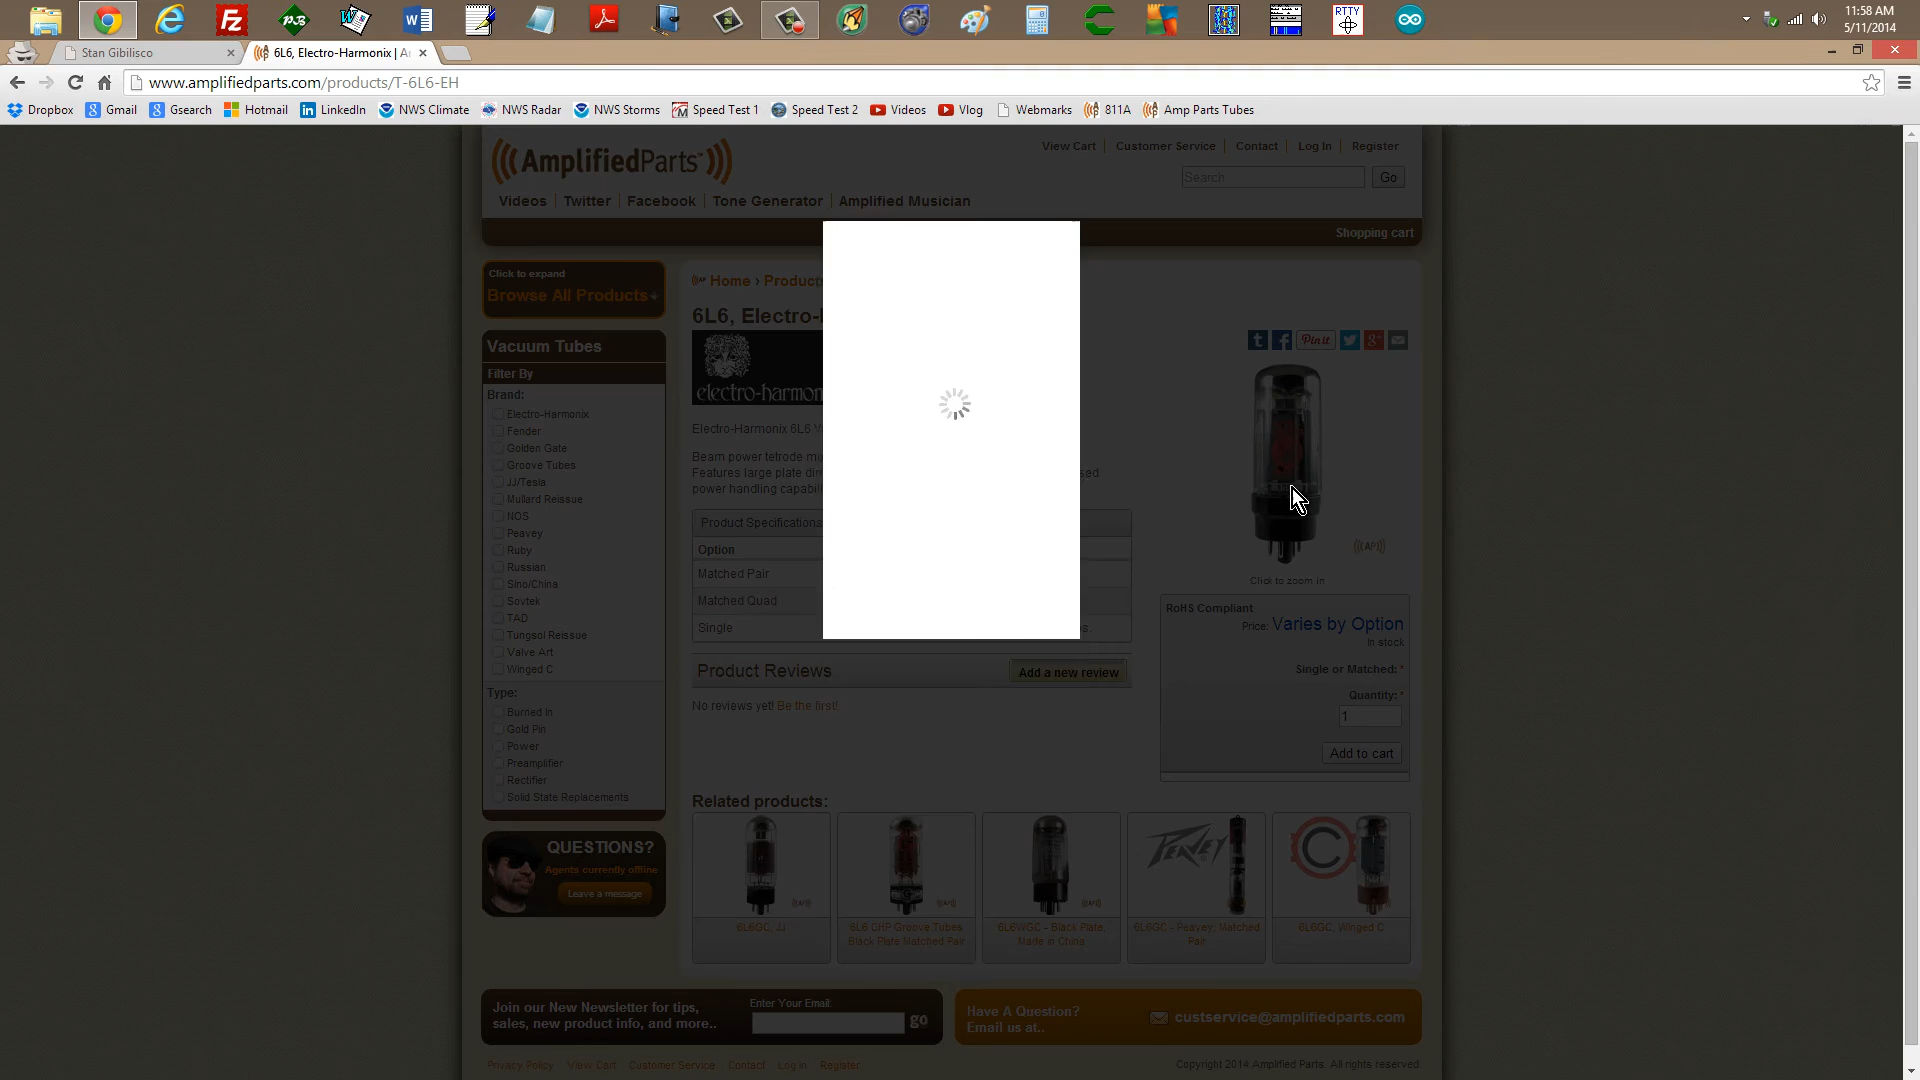 RTTY
11:58 AM
5/11/2014
Stan Gibilisco
6L6, Electro-Harmonix | A
www.amplifiedparts.com/products/T-6L6-EH
Dropbox Gmail Gsearch Hotmail LinkedIn NWS Climate NWS Radar NWS Storms Speed Test 1 Speed Test 2 Videos Vlog Webmarks 811A Amp Parts Tubes
AmplifiedParts
View Cart Customer Service Contact Log In Register
Search Go
Videos Twitter Facebook Tone Generator Amplified Musician
Shopping cart
Click to expand
Browse All Products
Home › Products
6L6, Electro-
electro-harmon
Pin it
Vacuum Tubes
Filter By
Brand:
Electro-Harmonix
Fender
Golden Gate
Groove Tubes
JJ/Tesla
Mullard Reissue
NOS
Peavey
Ruby
Russian
Sino/China
Sovtek
TAD
Tungsol Reissue
Valve Art
Winged C
Type:
Burned In
Gold Pin
Power
Preamplifier
Rectifier
Solid State Replacements
Electro-Harmonix 6L6 V
Beam power tetrode
Features large plate dim sed
power handling capabil
Product Specifications
Option
Matched Pair
Matched Quad
Single
Product Reviews Add a new review
No reviews yet! Be the first!
Click to zoom in
RoHS Compliant
Price: Varies by Option
In stock
Single or Matched: *
Quantity: *
1
Add to cart
QUESTIONS?
Agents currently offline
Leave a message
Related products:
PEAVEY
6L6GC, JJ
6L6 CHP Groove Tubes
Black Plate Matched Pair
6L6WGC - Black Plate,
Made in China
6L6GC - Peavey, Matched
Pair
6L6GC, Winged C
Join our New Newsletter for tips,
sales, new product info, and more..
Enter Your Email:
go
Have A Question?
Email us at..
custservice@amplifiedparts.com
Privacy Policy View Cart Customer Service Contact Log in Register
Copyright 2014 Amplified Parts. All rights reserved.